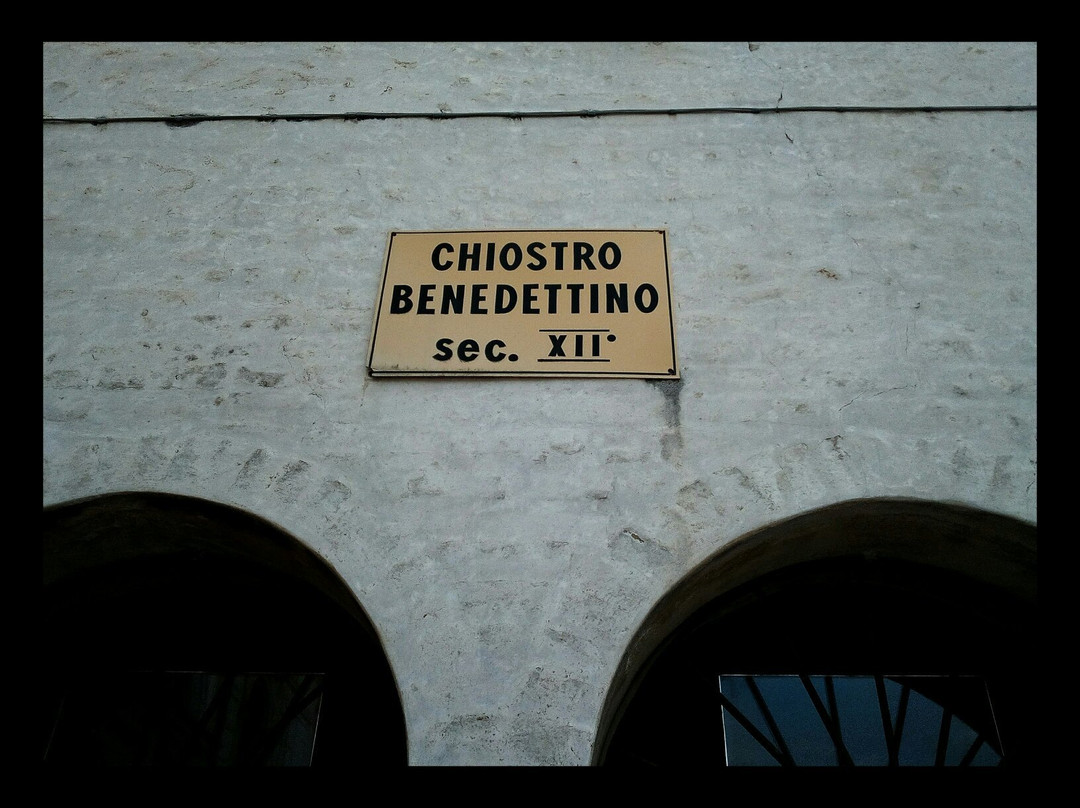 CHIOSTRO
BENEDETTINO
sec. XII°